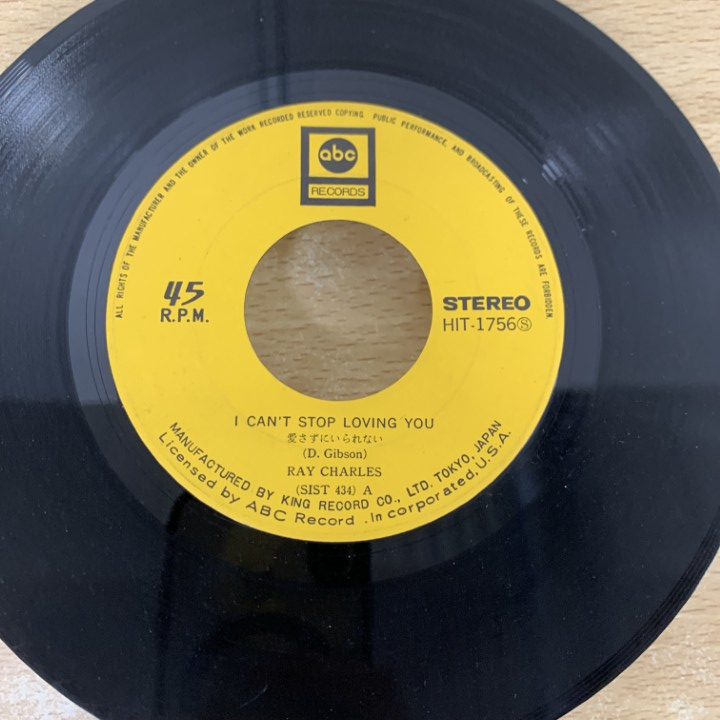 ALL RIGHTS OF THE MANUFACTURER AND THE OWNER OF THE WORK RECORDED RESERVED COPYING, PUBLIC PERFORMANCE, AND BROADCASTING OF THESE RECORDS ARE FORBIDDEN.
abc
RECORDS
45
R.P.M.
STEREO
HIT-1756Ⓢ
I CAN'T STOP LOVING YOU
愛さずにいられない
(D. Gibson)
RAY CHARLES
(SIST 434) A
MANUFACTURED BY KING RECORD CO., LTD. TOKYO, JAPAN
Licensed by ABC Record .Incorporated, U.S.A.